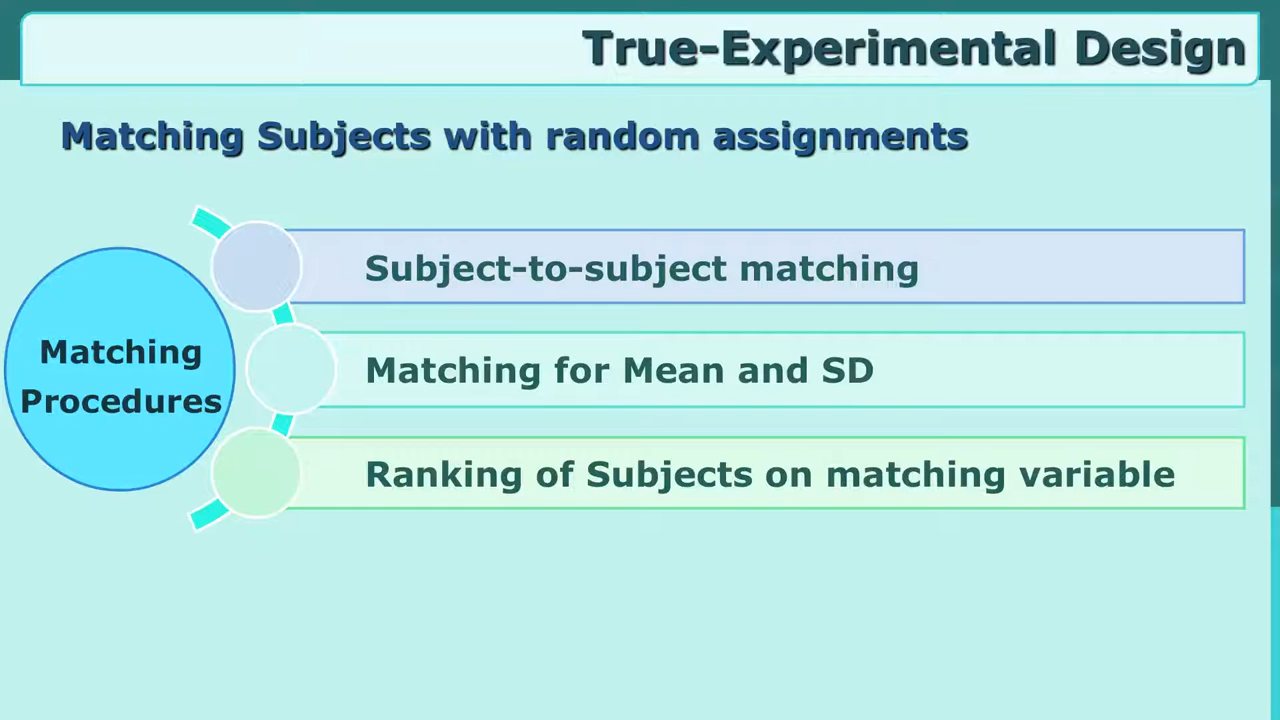 True-Experimental Design
Matching Subjects with random assignments
Matching
Procedures
Subject-to-subject matching
Matching for Mean and SD
Ranking of Subjects on matching variable